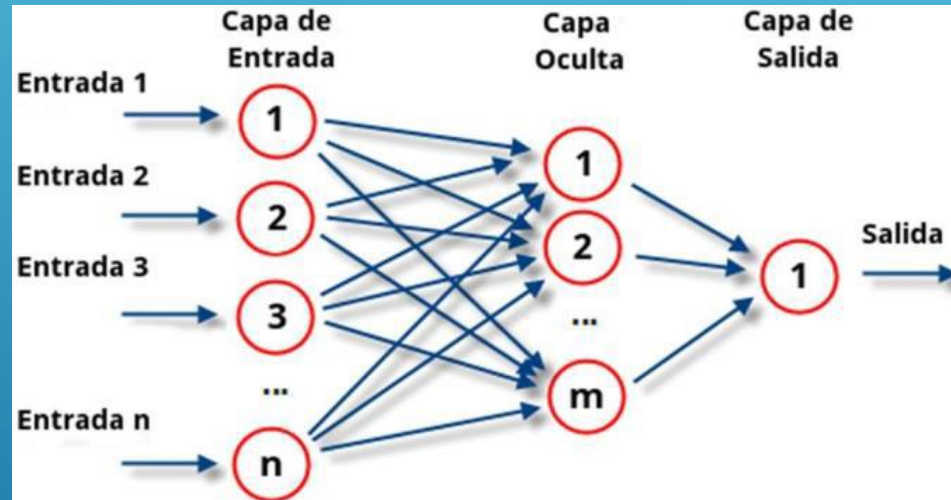 Capa de
Entrada
Capa
Oculta
Capa de
Salida
Entrada 1
1
Entrada 2
2
Entrada 3
3
...
Entrada n
n
1
2
...
m
1
Salida